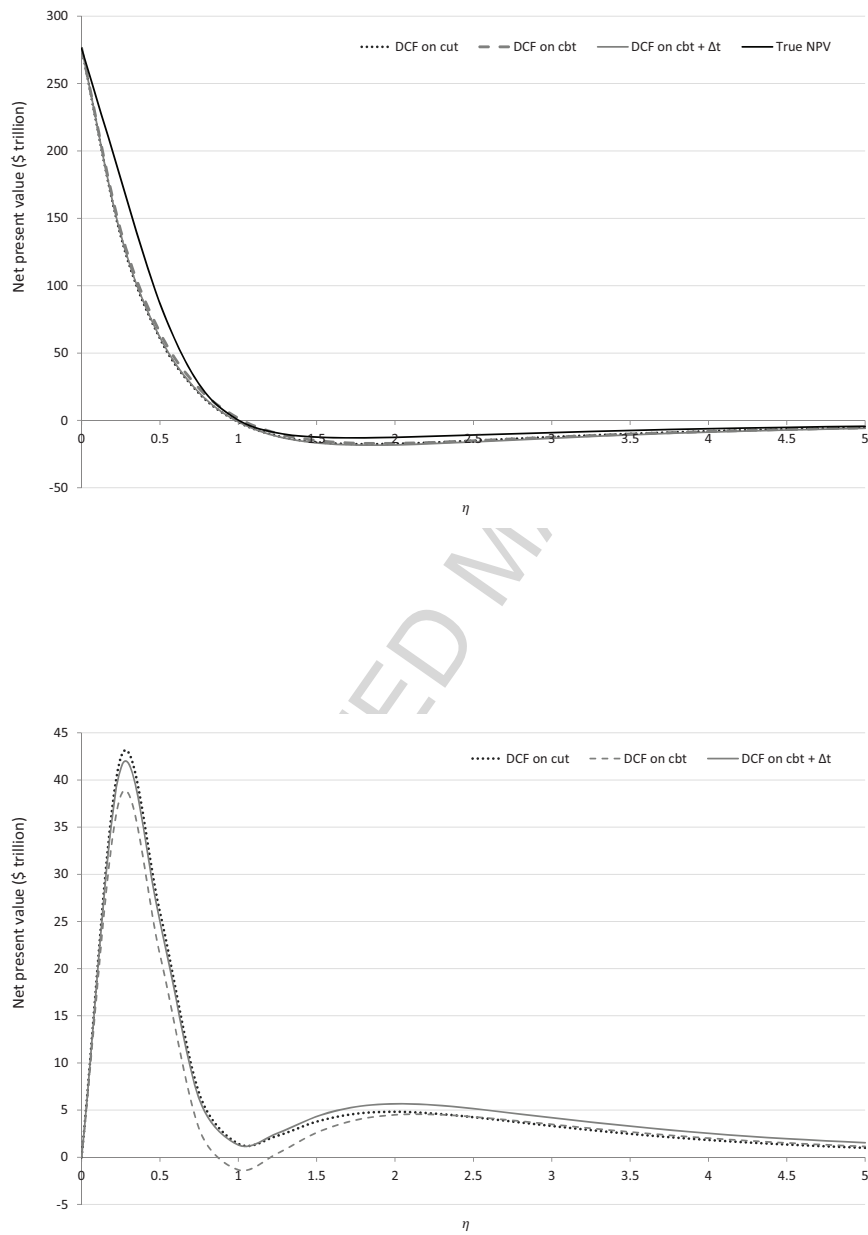 300
DCF on cut DCF on cbt DCF on cbt + Δt True NPV
250
200
150
100
50
0
-50
0 0.5 1 1.5 2 2.5 3 3.5 4 4.5 5
Net present value ($ trillion)
η
TED M
45
DCF on cut DCF on cbt DCF on cbt + Δt
40
35
30
25
20
15
10
5
0
-5
0 0.5 1 1.5 2 2.5 3 3.5 4 4.5 5
Net present value ($ trillion)
η